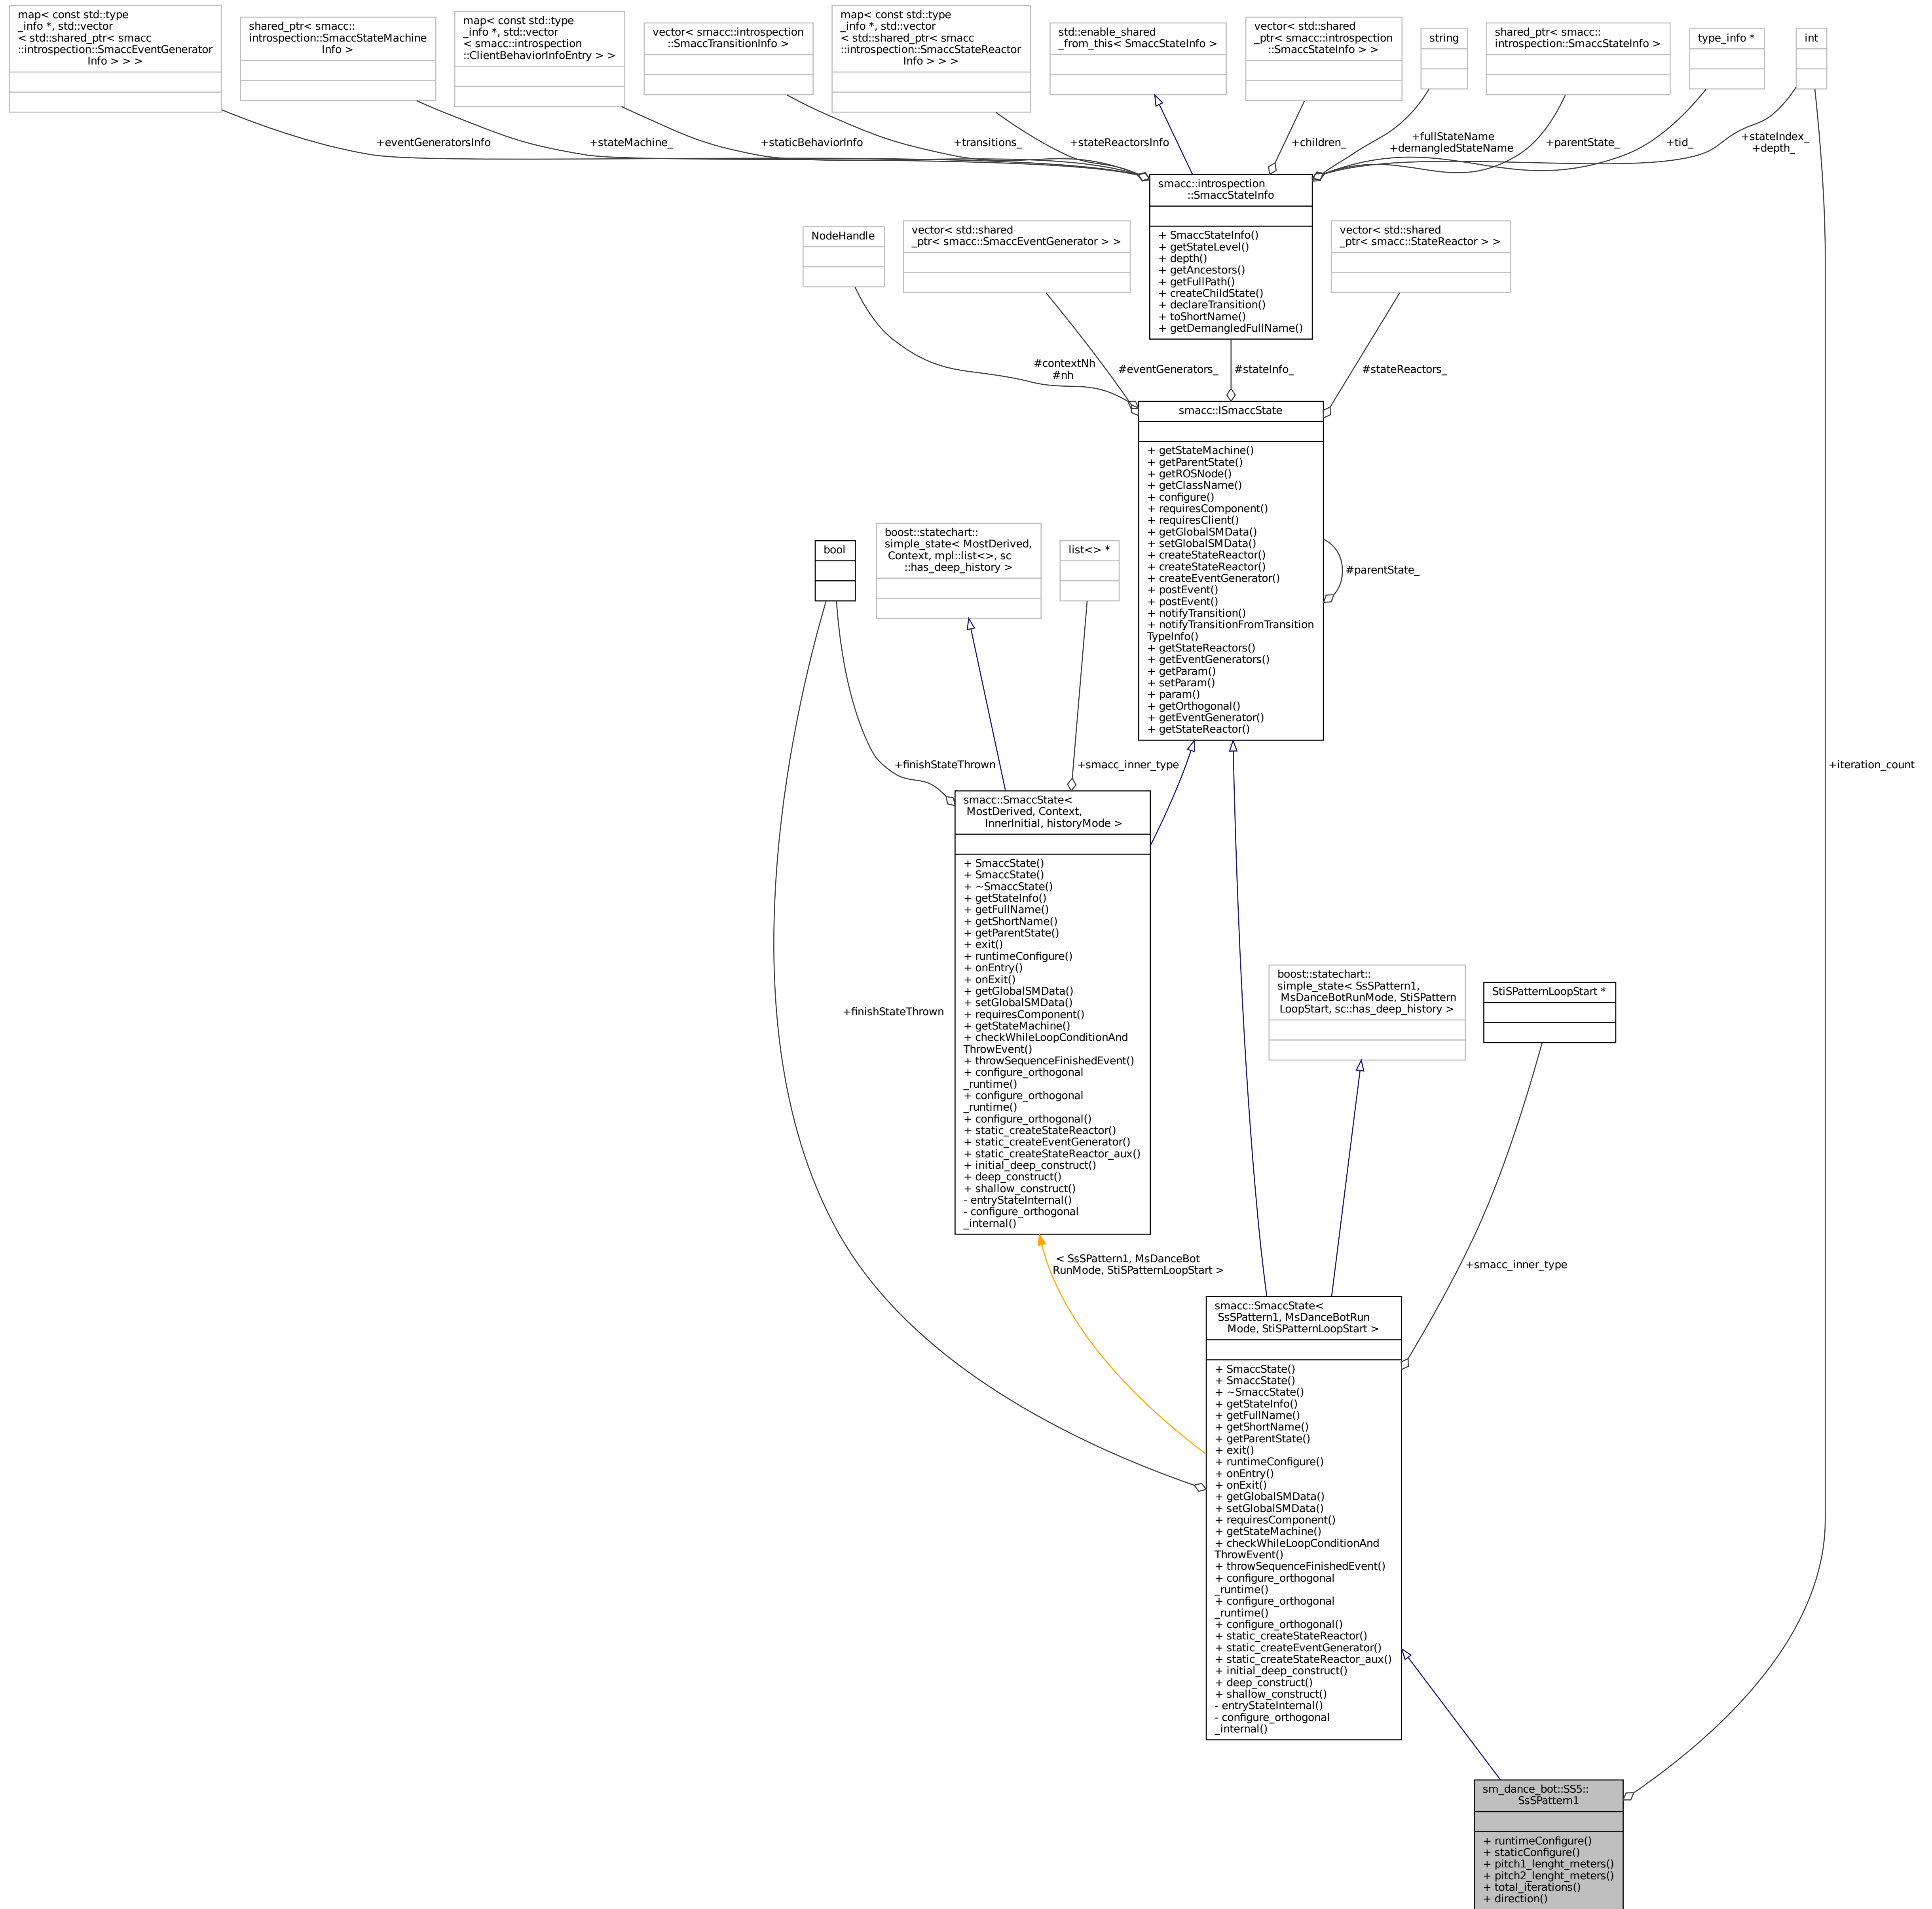 map< const std::type
_info *, std::vector
< std::shared_ptr< smacc
::introspection::SmaccEventGenerator
Info > > >
shared_ptr< smacc::
introspection::SmaccStateMachine
Info >
map< const std::type
_info *, std::vector
< smacc::introspection
::ClientBehaviorInfoEntry > >
vector< smacc::introspection
::SmaccTransitionInfo >
map< const std::type
_info *, std::vector
< std::shared_ptr< smacc
::introspection::SmaccStateReactor
Info > > >
std::enable_shared
_from_this< SmaccStateInfo >
vector< std::shared
_ptr< smacc::introspection
::SmaccStateInfo > >
string
shared_ptr< smacc::
introspection::SmaccStateInfo >
type_info *
int
+eventGeneratorsInfo
+stateMachine_
+staticBehaviorInfo
+transitions_
+stateReactorsInfo
+children_
+fullStateName
+demangledStateName
+parentState_
+tid_
+stateIndex_
+depth_
smacc::introspection
::SmaccStateInfo
+ SmaccStateInfo()
+ getStateLevel()
+ depth()
+ getAncestors()
+ getFullPath()
+ createChildState()
+ declareTransition()
+ toShortName()
+ getDemangledFullName()
NodeHandle
vector< std::shared
_ptr< smacc::SmaccEventGenerator > >
vector< std::shared
_ptr< smacc::StateReactor > >
#contextNh
#nh
#eventGenerators_
#stateInfo_
#stateReactors_
smacc::ISmaccState
+ getStateMachine()
+ getParentState()
+ getROSNode()
+ getClassName()
+ configure()
+ requiresComponent()
+ requiresClient()
+ getGlobalSMData()
+ setGlobalSMData()
+ createStateReactor()
+ createStateReactor()
+ createEventGenerator()
+ postEvent()
+ postEvent()
+ notifyTransition()
+ notifyTransitionFromTransition
TypeInfo()
+ getStateReactors()
+ getEventGenerators()
+ getParam()
+ setParam()
+ param()
+ getOrthogonal()
+ getEventGenerator()
+ getStateReactor()
#parentState_
bool
boost::statechart::
simple_state< MostDerived,
Context, mpl::list<>, sc
::has_deep_history >
list<> *
+finishStateThrown
+smacc_inner_type
+iteration_count
smacc::SmaccState<
MostDerived, Context,
InnerInitial, historyMode >
+ SmaccState()
+ SmaccState()
+ ~SmaccState()
+ getStateInfo()
+ getFullName()
+ getShortName()
+ getParentState()
+ exit()
+ runtimeConfigure()
+ onEntry()
+ onExit()
+ getGlobalSMData()
+ setGlobalSMData()
+ requiresComponent()
+ getStateMachine()
+ checkWhileLoopConditionAnd
ThrowEvent()
+ throwSequenceFinishedEvent()
+ configure_orthogonal
_runtime()
+ configure_orthogonal
_runtime()
+ configure_orthogonal()
+ static_createStateReactor()
+ static_createEventGenerator()
+ static_createStateReactor_aux()
+ initial_deep_construct()
+ deep_construct()
+ shallow_construct()
- entryStateInternal()
- configure_orthogonal
_internal()
+finishStateThrown
boost::statechart::
simple_state< SsSPattern1,
MsDanceBotRunMode, StiSPattern
LoopStart, sc::has_deep_history >
StiSPatternLoopStart *
< SsSPattern1, MsDanceBot
RunMode, StiSPatternLoopStart >
+smacc_inner_type
smacc::SmaccState<
SsSPattern1, MsDanceBotRun
Mode, StiSPatternLoopStart >
+ SmaccState()
+ SmaccState()
+ ~SmaccState()
+ getStateInfo()
+ getFullName()
+ getShortName()
+ getParentState()
+ exit()
+ runtimeConfigure()
+ onEntry()
+ onExit()
+ getGlobalSMData()
+ setGlobalSMData()
+ requiresComponent()
+ getStateMachine()
+ checkWhileLoopConditionAnd
ThrowEvent()
+ throwSequenceFinishedEvent()
+ configure_orthogonal
_runtime()
+ configure_orthogonal
_runtime()
+ configure_orthogonal()
+ static_createStateReactor()
+ static_createEventGenerator()
+ static_createStateReactor_aux()
+ initial_deep_construct()
+ deep_construct()
+ shallow_construct()
- entryStateInternal()
- configure_orthogonal
_internal()
sm_dance_bot::SS5::
SsSPattern1
+ runtimeConfigure()
+ staticConfigure()
+ pitch1_lenght_meters()
+ pitch2_lenght_meters()
+ total_iterations()
+ direction()